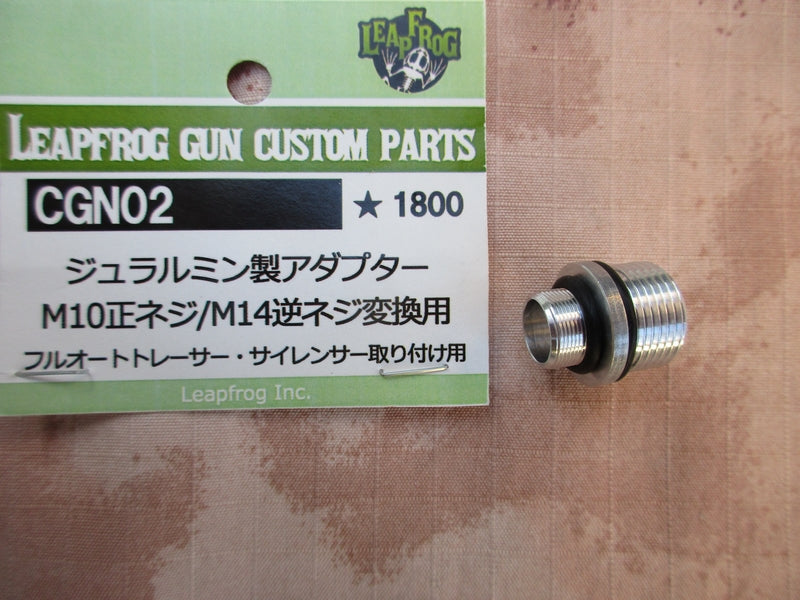 LEAPFROG
LEAPFROG GUN CUSTOM PARTS
CGN02 ★ 1800
ジュラルミン製アダプター
M10正ネジ/M14逆ネジ変換用
フルオートトレーサー・サイレンサー取り付け用
Leapfrog Inc.